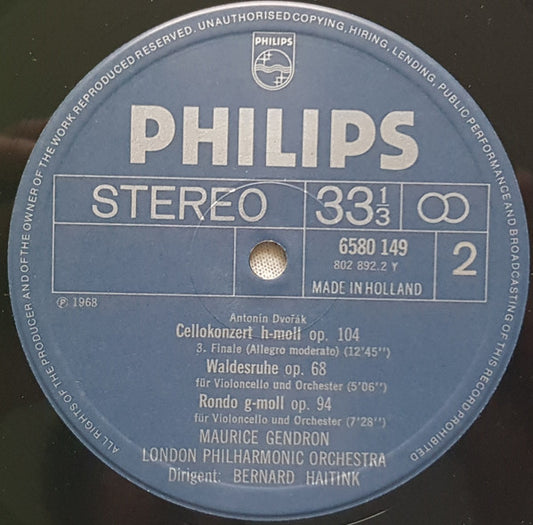 ALL RIGHTS OF THE PRODUCER AND OF THE OWNER OF THE WORK REPRODUCED RESERVED. UNAUTHORISED COPYING, HIRING, LENDING, PUBLIC PERFORMANCE AND BROADCASTING OF THIS RECORD PROHIBITED
PHILIPS
PHILIPS
STEREO 33 1/3
6580 149
802 892.2 Y
2
MADE IN HOLLAND
Ⓟ 1968
Antonín Dvořák
Cellokonzert h-moll op. 104
3. Finale (Allegro moderato) (12'45'')
Waldesruhe op. 68
für Violoncello und Orchester (5'06'')
Rondo g-moll op. 94
für Violoncello und Orchester (7'28'')
MAURICE GENDRON
LONDON PHILHARMONIC ORCHESTRA
Dirigent: BERNARD HAITINK